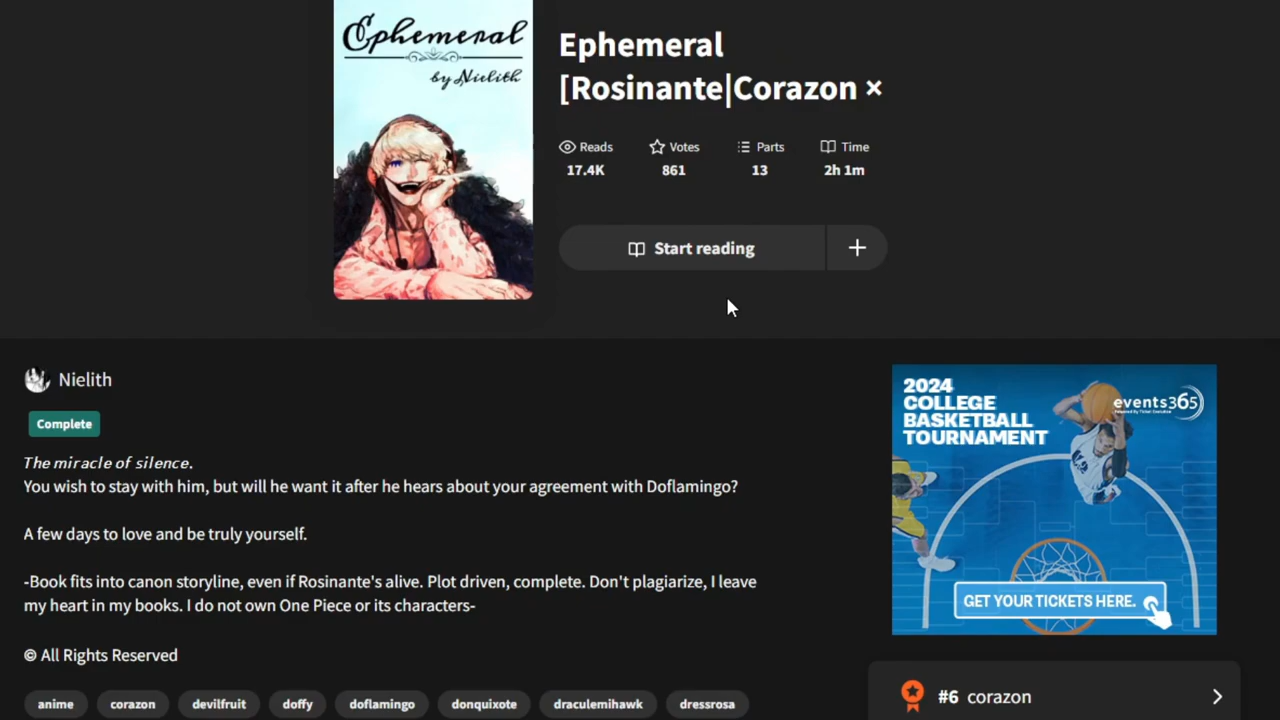 Ephemeral
by Nielith
Ephemeral
[Rosinante|Corazon ×
Reads
Votes
Parts
Time
17.4K
861
13
2h 1m
Start reading
Nielith
Complete
The miracle of silence.
You wish to stay with him, but will he want it after he hears about your agreement with Doflamingo?
A few days to love and be truly yourself.
-Book fits into canon storyline, even if Rosinante's alive. Plot driven, complete. Don't plagiarize, I leave
my heart in my books. I do not own One Piece or its characters-
© All Rights Reserved
anime
corazon
devilfruit
doffy
doflamingo
donquixote
draculemihawk
dressrosa
2024
COLLEGE
BASKETBALL
TOURNAMENT
events365
GET YOUR TICKETS HERE.
#6 corazon